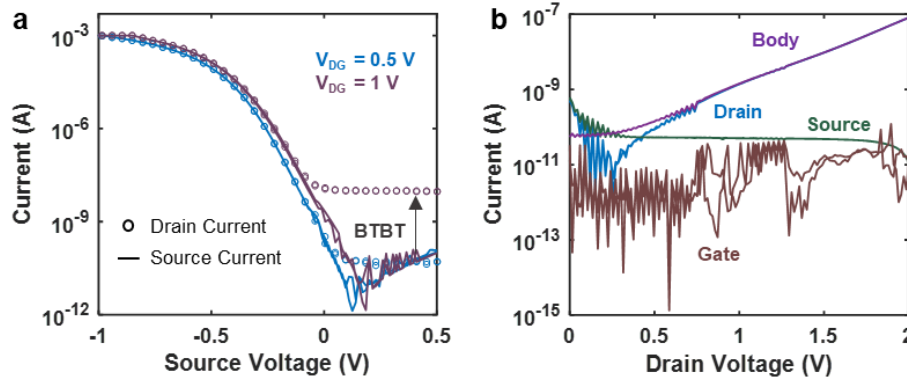 a
Current (A)
10⁻³
10⁻⁶
10⁻⁹
10⁻¹²
V_DG = 0.5 V
V_DG = 1 V
Drain Current
Source Current
BTBT
-1
-0.5
0
0.5
Source Voltage (V)
b
Current (A)
10⁻⁷
10⁻⁹
10⁻¹¹
10⁻¹³
10⁻¹⁵
Body
Drain
Source
Gate
0
0.5
1
1.5
2
Drain Voltage (V)